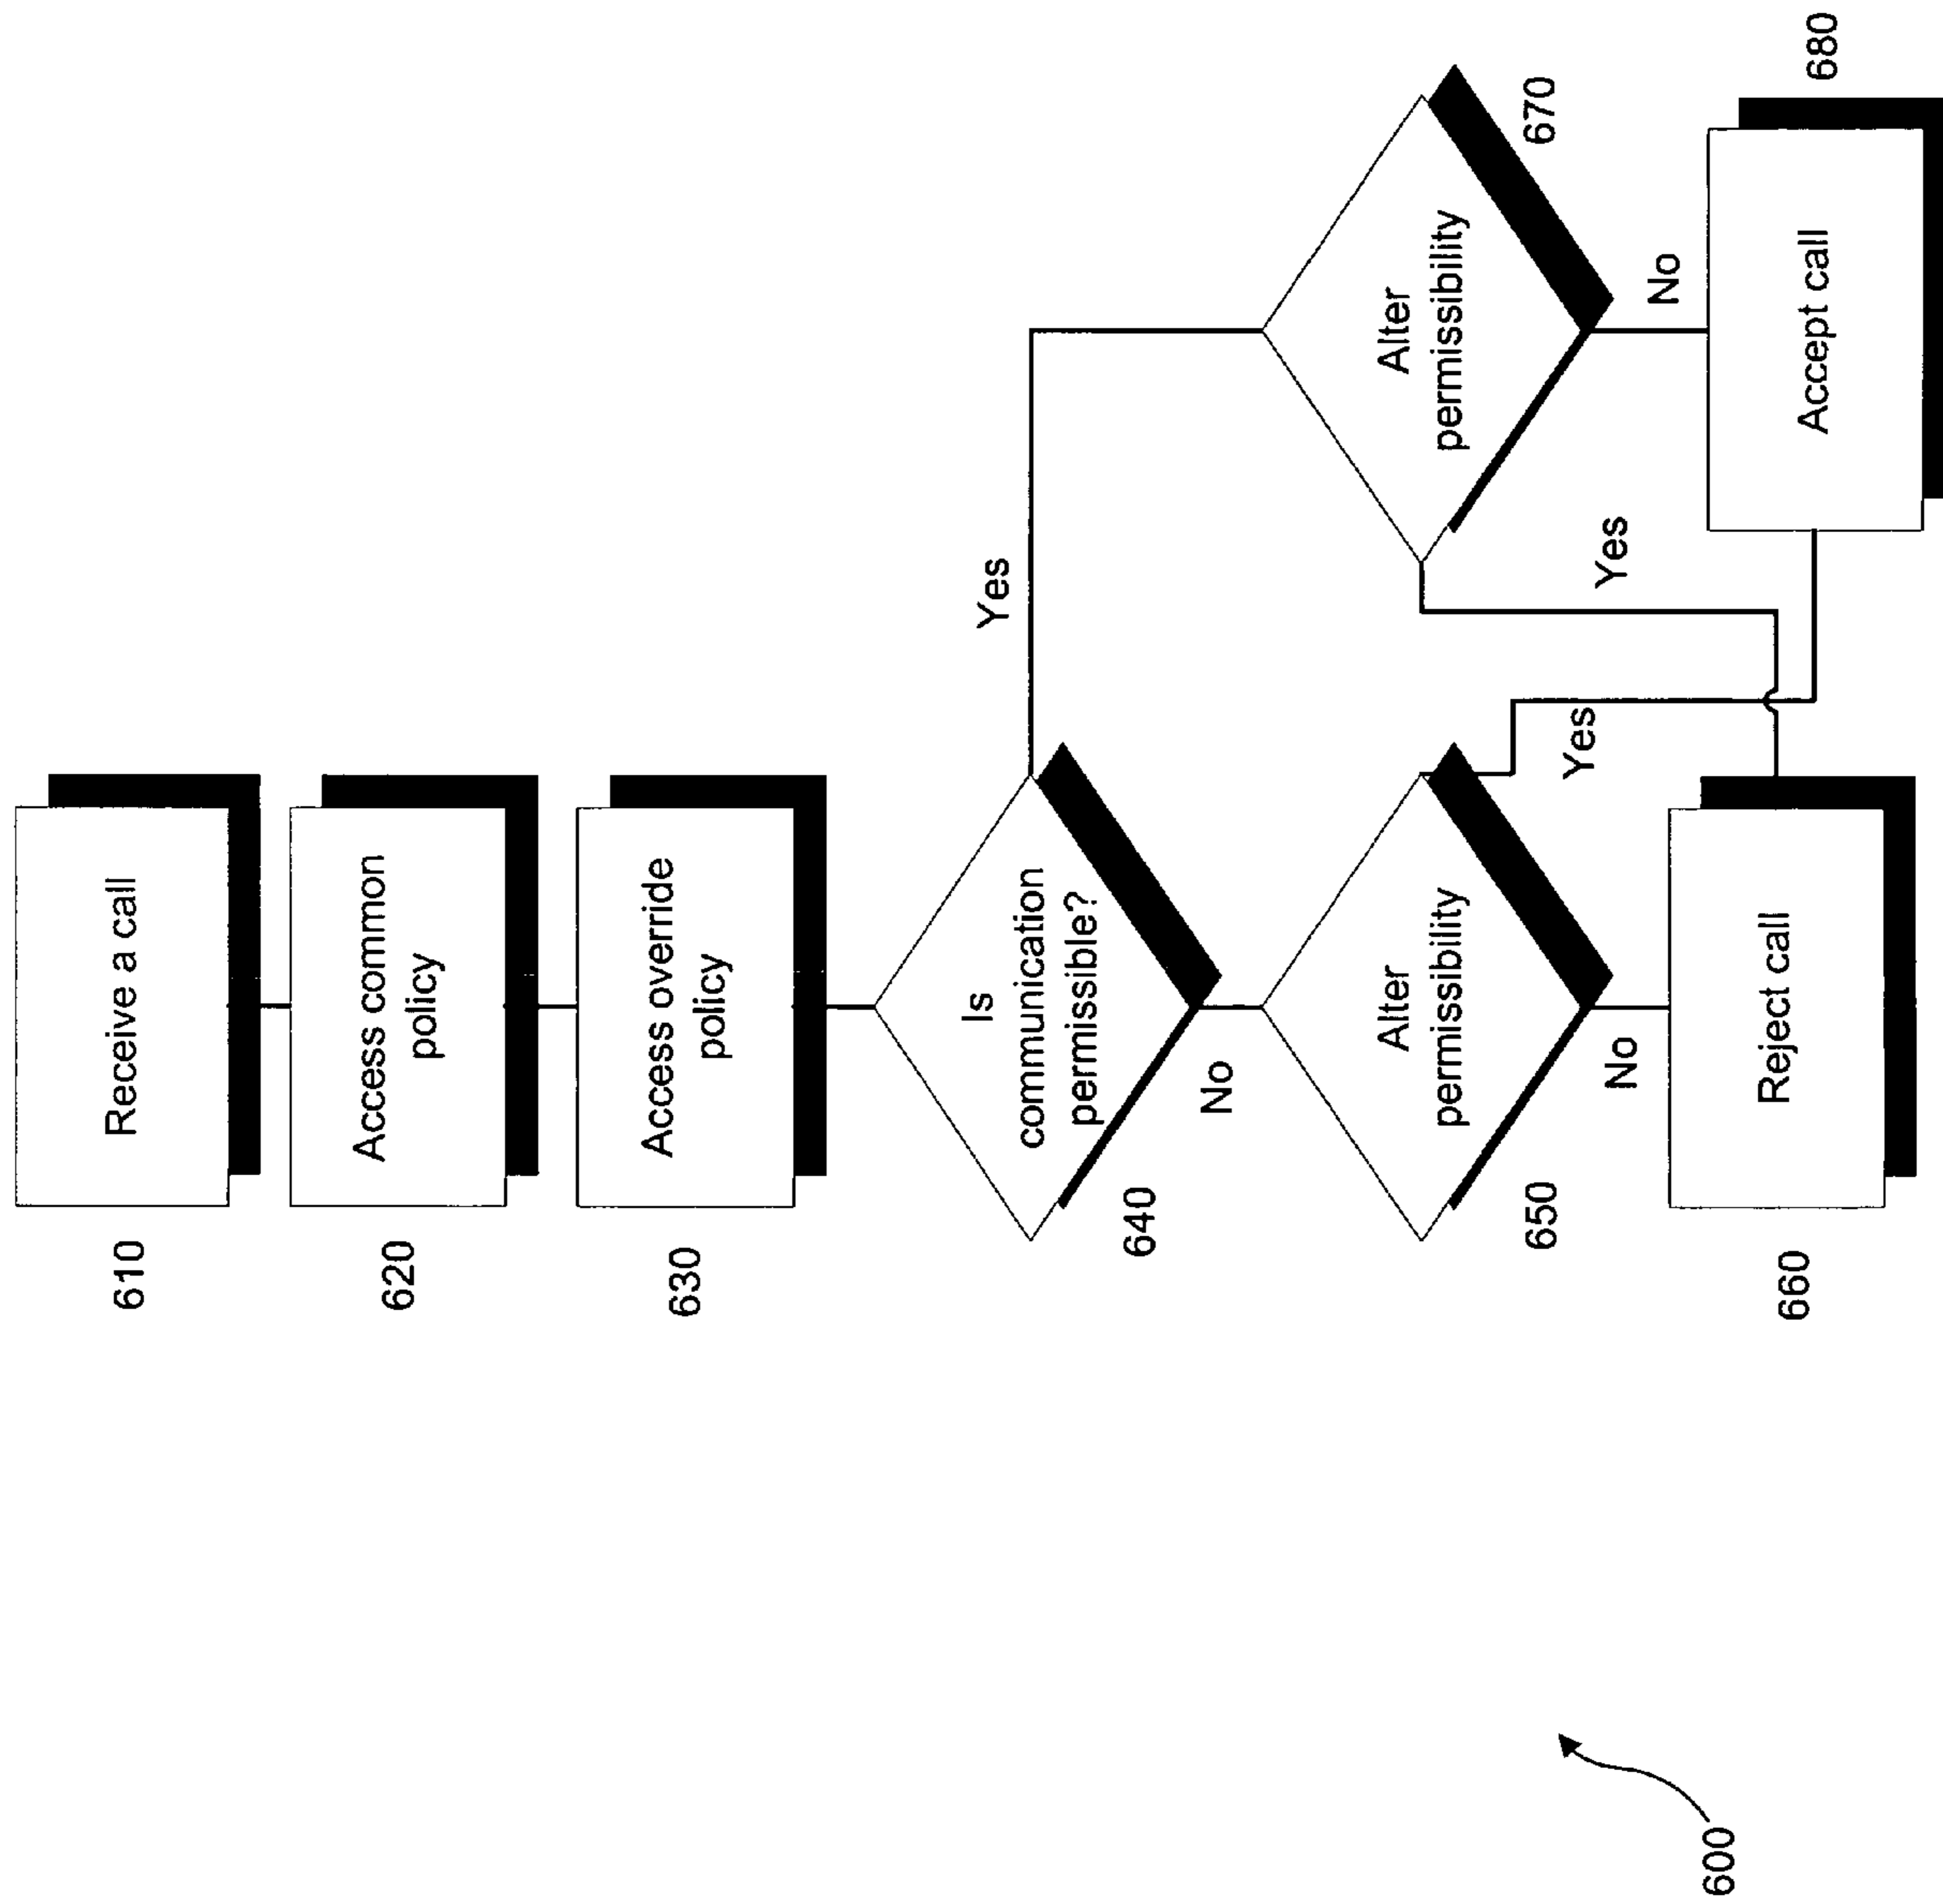 610
Receive a call
620
Access common
policy
630
Access override
policy
Is
communication
permissible?
640
Yes
No
Alter
permissibility
650
Yes
No
Alter
permissibility
670
Yes
No
Reject call
660
Accept call
680
600